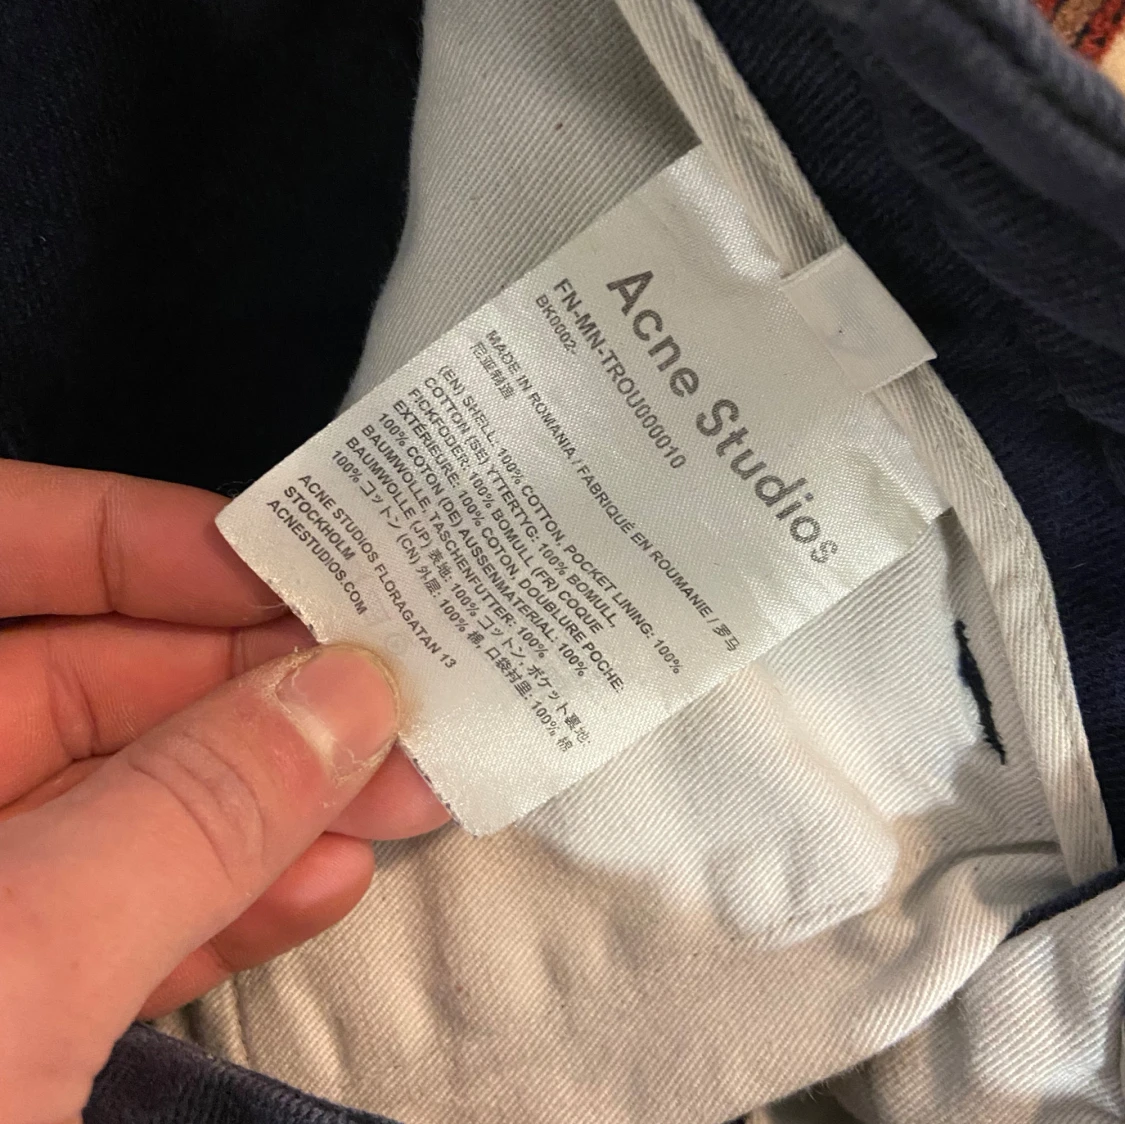 Acne Studios
FN-MN-TROU000010
BK0002-
MADE IN ROMANIA / FABRIQUÉ EN ROUMANIE / 罗马
尼亚制造
(EN) SHELL: 100% COTTON, POCKET LINING: 100%
COTTON (SE) YTTERTYG: 100% BOMULL
FICKFODER: 100% BOMULL (FR) COQUE
EXTÉRIEURE: 100% COTON, DOUBLURE POCHE:
100% COTON (DE) AUSSENMATERIAL: 100%
BAUMWOLLE, TASCHENFUTTER: 100%
BAUMWOLLE (JP) 表地: 100% コットン, ポケット裏地:
100% コットン (CN) 外层: 100% 棉, 口袋衬里: 100% 棉
ACNE STUDIOS FLORAGATAN 13
STOCKHOLM
ACNESTUDIOS.COM